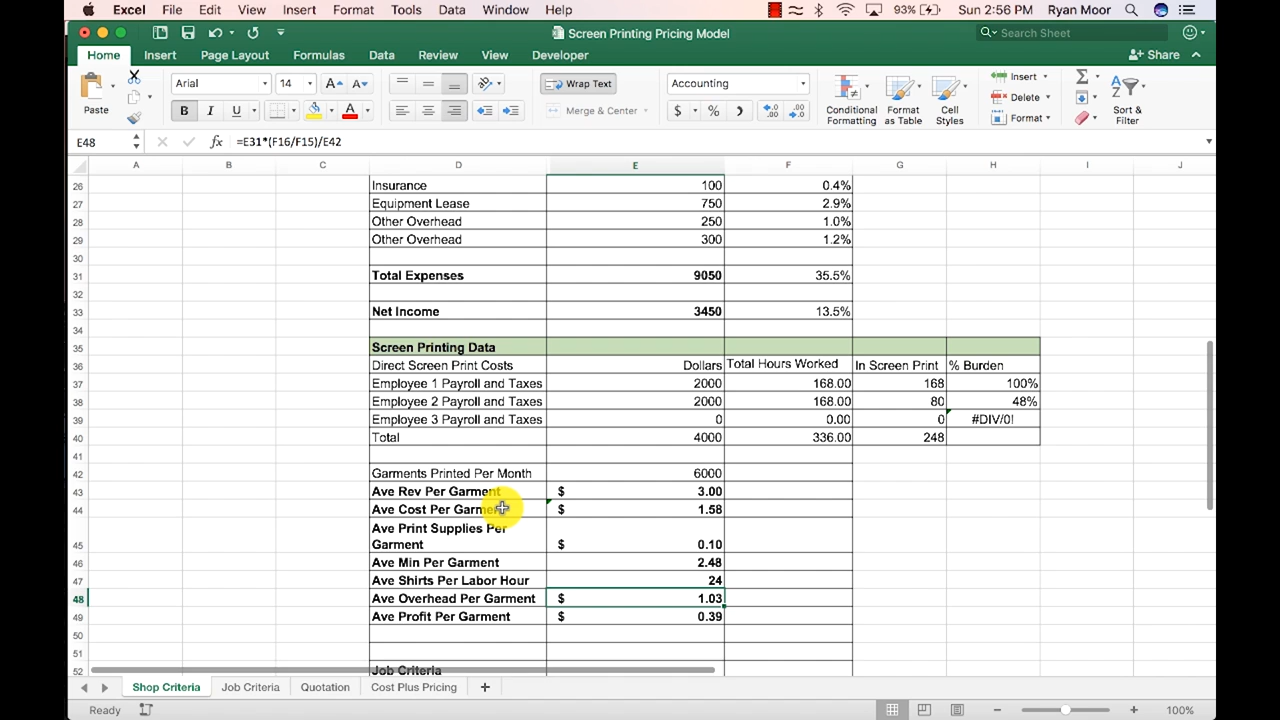 Excel File Edit View Insert Format Tools Data Window Help 93% Sun 2:56 PM Ryan Moor
Screen Printing Pricing Model Search Sheet
Home Insert Page Layout Formulas Data Review View Developer Share
Paste Arial 14 A A Wrap Text Accounting Conditional Formatting Format as Table Cell Styles Insert Delete Format Sort & Filter
B I U A Merge & Center $ %
E48 fx =E31*(F16/F15)/E42
A B C D E F G H I J
26 Insurance 100 0.4%
27 Equipment Lease 750 2.9%
28 Other Overhead 250 1.0%
29 Other Overhead 300 1.2%
30
31 Total Expenses 9050 35.5%
32
33 Net Income 3450 13.5%
34
35 Screen Printing Data
36 Direct Screen Print Costs Dollars Total Hours Worked In Screen Print % Burden
37 Employee 1 Payroll and Taxes 2000 168.00 168 100%
38 Employee 2 Payroll and Taxes 2000 168.00 80 48%
39 Employee 3 Payroll and Taxes 0 0.00 0 #DIV/0!
40 Total 4000 336.00 248
41
42 Garments Printed Per Month 6000
43 Ave Rev Per Garment $ 3.00
44 Ave Cost Per Garment $ 1.58
Ave Print Supplies Per
45 Garment $ 0.10
46 Ave Min Per Garment 2.48
47 Ave Shirts Per Labor Hour 24
48 Ave Overhead Per Garment $ 1.03
49 Ave Profit Per Garment $ 0.39
50
51
52 Job Criteria
Shop Criteria Job Criteria Quotation Cost Plus Pricing +
Ready 100%